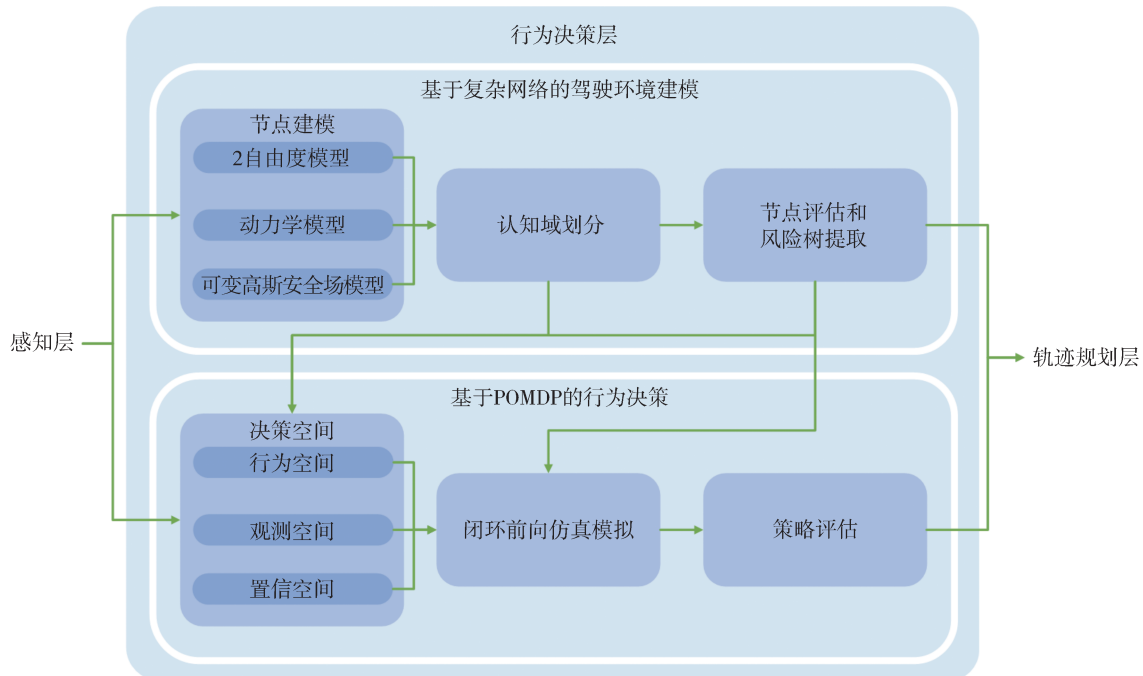 行为决策层
基于复杂网络的驾驶环境建模
节点建模
2自由度模型
动力学模型
可变高斯安全场模型
认知域划分
节点评估和
风险树提取
感知层
轨迹规划层
基于POMDP的行为决策
决策空间
行为空间
观测空间
置信空间
闭环前向仿真模拟
策略评估